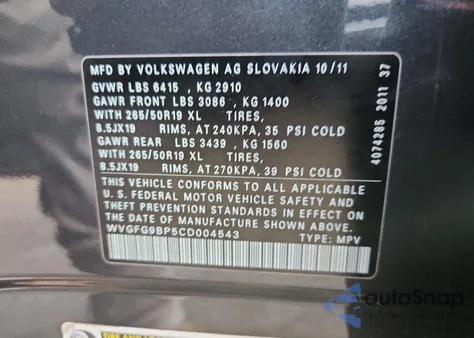 MFD BY VOLKSWAGEN AG SLOVAKIA 10/11
GVWR LBS 6415 , KG 2910
GAWR FRONT LBS 3086 , KG 1400
WITH 265/50R19 XL TIRES,
8.5JX19 RIMS, AT 240KPA, 35 PSI COLD
GAWR REAR LBS 3439 , KG 1560
WITH 265/50R19 XL TIRES,
8.5JX19 RIMS, AT 270KPA, 39 PSI COLD
THIS VEHICLE CONFORMS TO ALL APPLICABLE
U.S. FEDERAL MOTOR VEHICLE SAFETY AND
THEFT PREVENTION STANDARDS IN EFFECT ON
THE DATE OF MANUFACTURE SHOWN ABOVE.
WVGFG9BP5CD004543 TYPE: MPV
4074285 2011 37
autoSnap